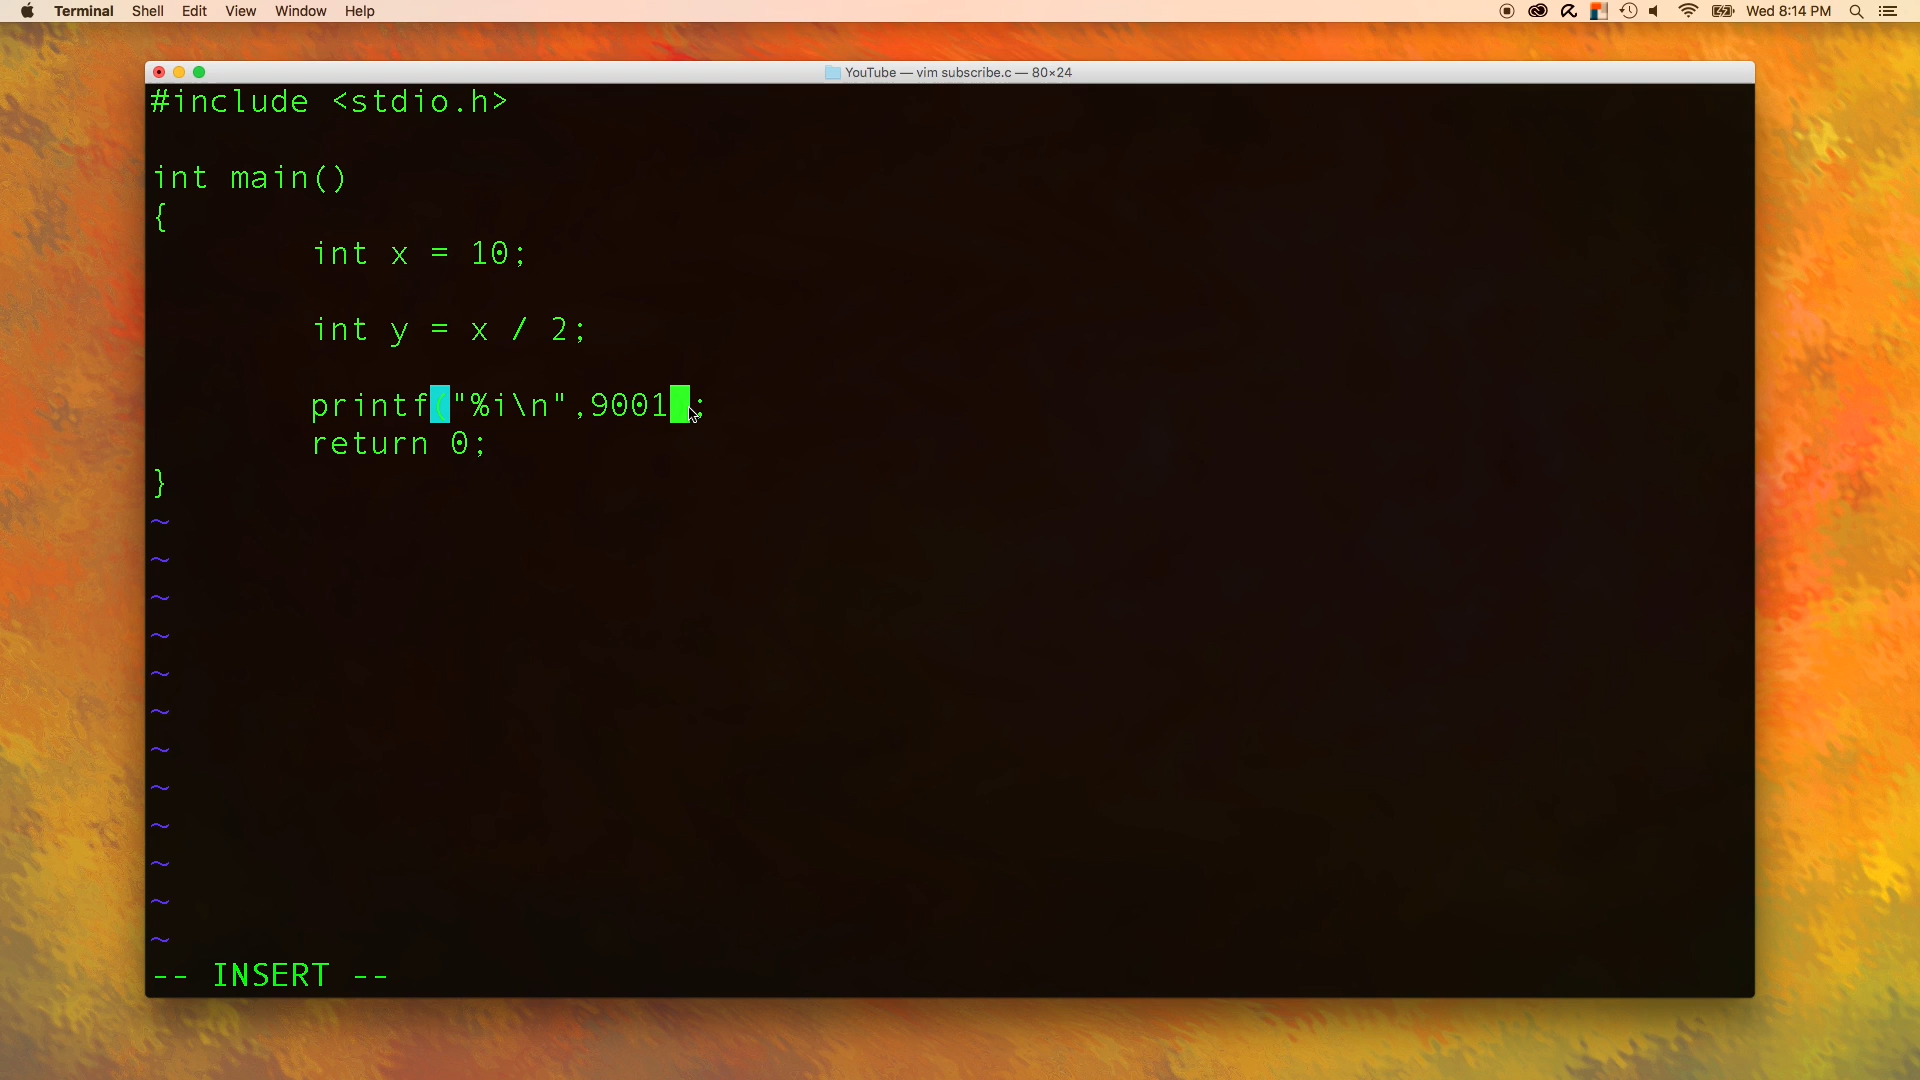 Terminal Shell Edit View Window Help Wed 8:14 PM
YouTube — vim subscribe.c — 80×24
#include <stdio.h>
int main()
{
int x = 10;
int y = x / 2;
printf("%i\n",9001);
return 0;
}
~
~
~
~
~
~
~
~
~
~
~
~
-- INSERT --